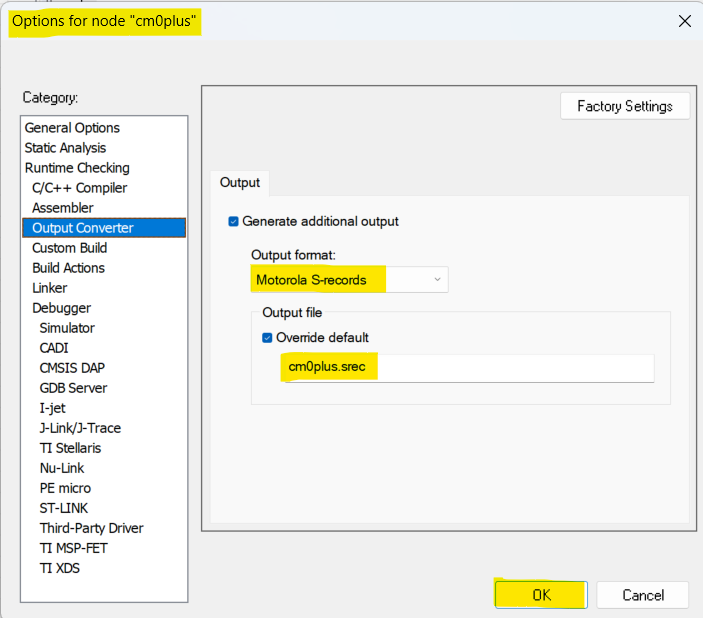 Options for node "cm0plus"
Category:
Factory Settings
General Options
Static Analysis
Runtime Checking
C/C++ Compiler
Assembler
Output Converter
Custom Build
Build Actions
Linker
Debugger
Simulator
CADI
CMSIS DAP
GDB Server
I-jet
J-Link/J-Trace
TI Stellaris
Nu-Link
PE micro
ST-LINK
Third-Party Driver
TI MSP-FET
TI XDS
Output
Generate additional output
Output format:
Motorola S-records
Output file
Override default
cm0plus.srec
OK
Cancel